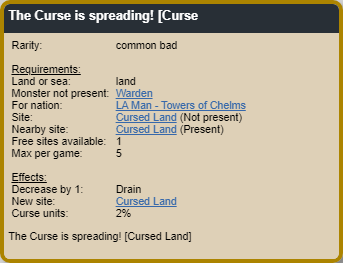 The Curse is spreading! [Curse
Rarity: common bad
Requirements:
Land or sea: land
Monster not present: Warden
For nation: LA Man - Towers of Chelms
Site: Cursed Land (Not present)
Nearby site: Cursed Land (Present)
Free sites available: 1
Max per game: 5
Effects:
Decrease by 1: Drain
New site: Cursed Land
Curse units: 2%
The Curse is spreading! [Cursed Land]